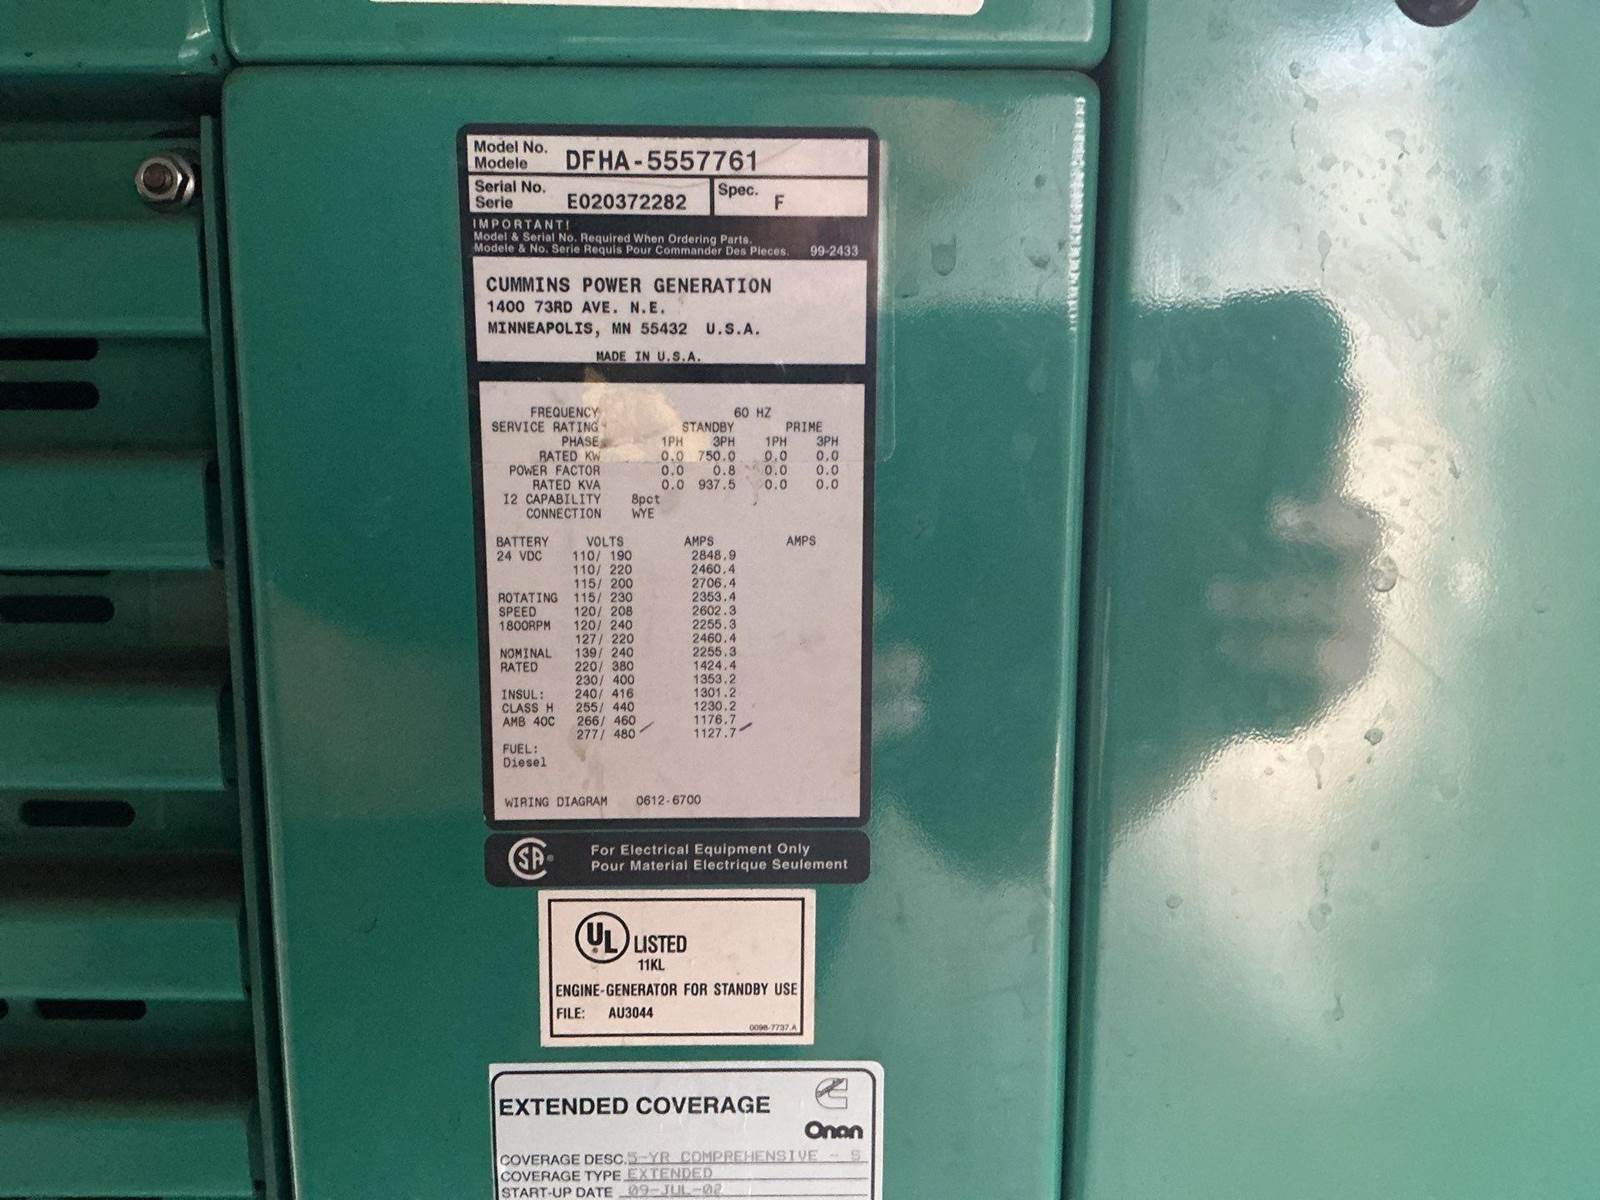 Model No. DFHA-5557761
Modele
Serial No. E020372282 Spec. F
Serie
IMPORTANT!
Model & Serial No. Required When Ordering Parts.
Modele & No. Serie Requis Pour Commander Des Pieces. 99-2433
CUMMINS POWER GENERATION
1400 73RD AVE. N.E.
MINNEAPOLIS, MN 55432 U.S.A.
MADE IN U.S.A.
FREQUENCY 60 HZ
SERVICE RATING STANDBY PRIME
PHASE 1PH 3PH 1PH 3PH
RATED KW 0.0 750.0 0.0 0.0
POWER FACTOR 0.0 0.8 0.0 0.0
RATED KVA 0.0 937.5 0.0 0.0
I2 CAPABILITY 8pct
CONNECTION WYE
BATTERY VOLTS AMPS AMPS
24 VDC 110/ 190 2848.9
110/ 220 2460.4
115/ 200 2706.4
ROTATING 115/ 230 2353.4
SPEED 120/ 208 2602.3
1800RPM 120/ 240 2255.3
127/ 220 2460.4
NOMINAL 139/ 240 2255.3
RATED 220/ 380 1424.4
230/ 400 1353.2
INSUL: 240/ 416 1301.2
CLASS H 255/ 440 1230.2
AMB 40C 266/ 460 1176.7
277/ 480 1127.7
FUEL:
Diesel
WIRING DIAGRAM 0612-6700
SA For Electrical Equipment Only
Pour Material Electrique Seulement
UL LISTED
11KL
ENGINE-GENERATOR FOR STANDBY USE
FILE: AU3044
0098-7737.A
EXTENDED COVERAGE
Onan
COVERAGE DESC. 5-YR COMPREHENSIVE - S
COVERAGE TYPE EXTENDED
START-UP DATE 09-JUL-02